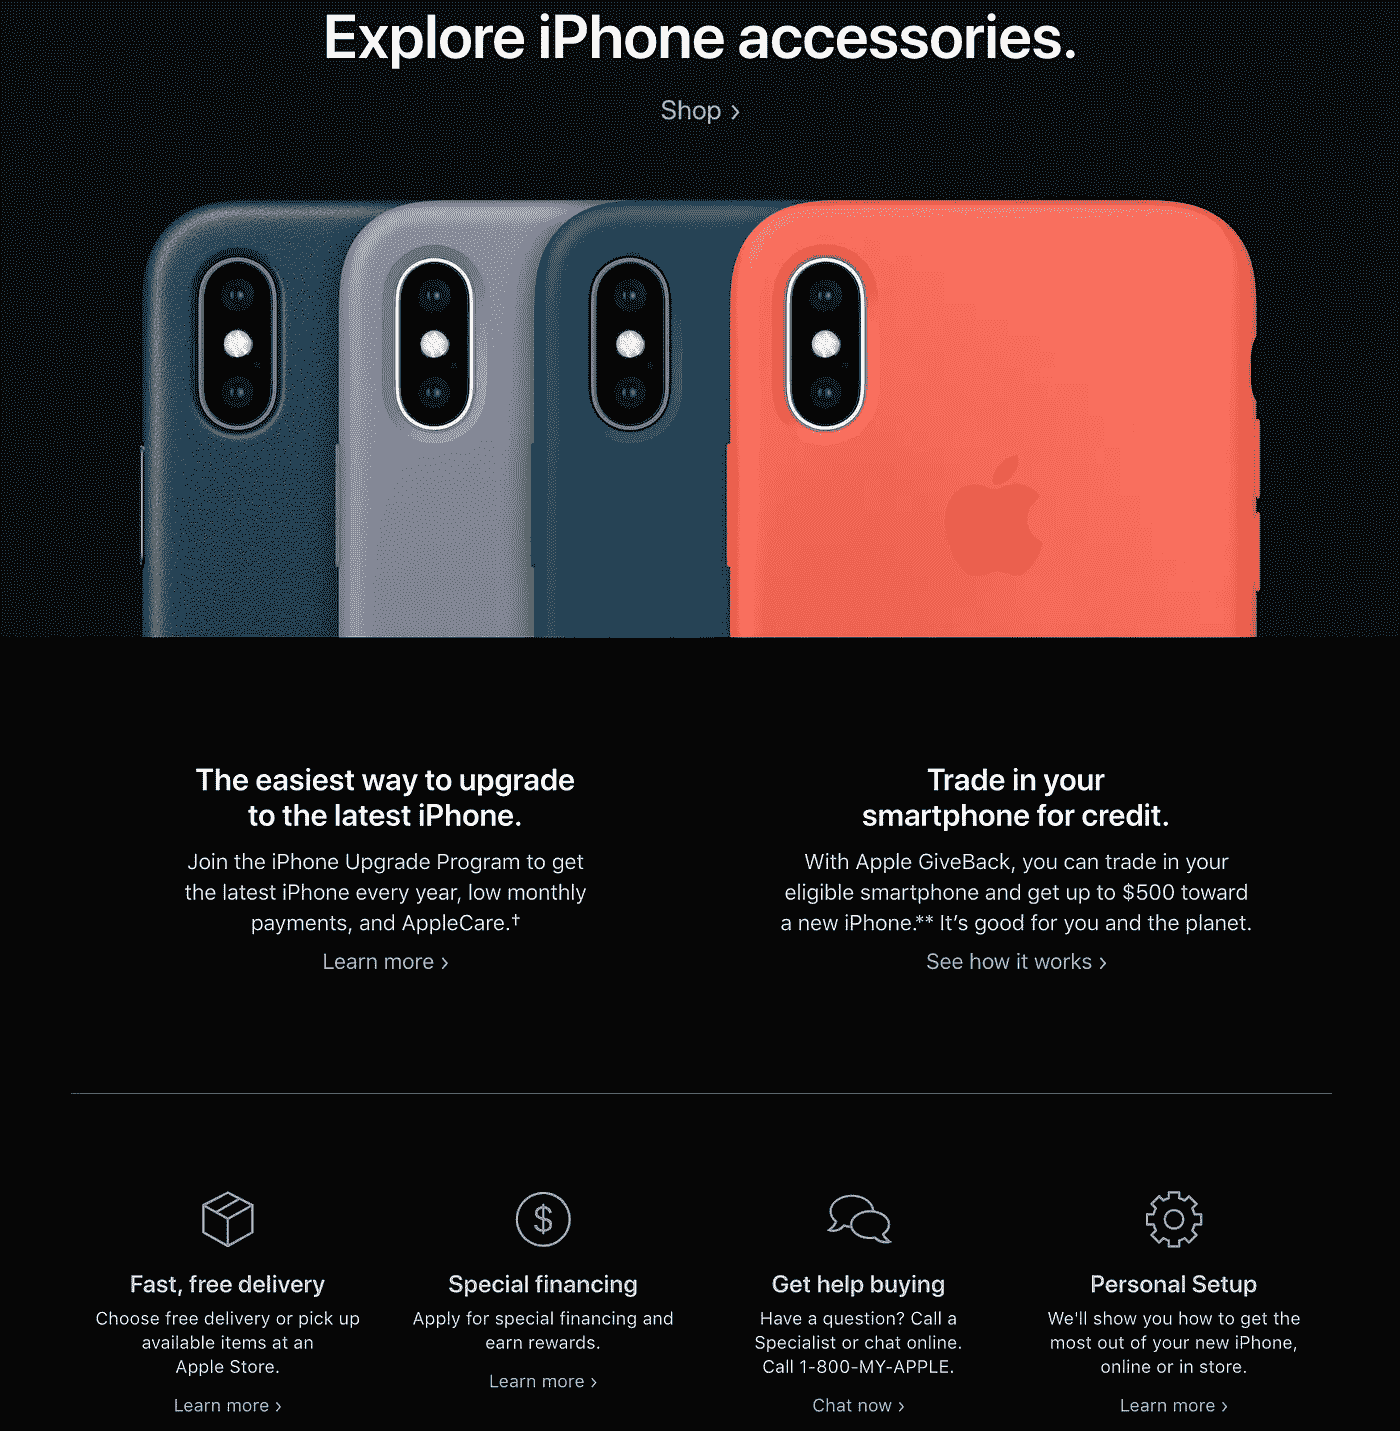 Explore iPhone accessories.
Shop ›
The easiest way to upgrade
to the latest iPhone.
Join the iPhone Upgrade Program to get
the latest iPhone every year, low monthly
payments, and AppleCare.†
Learn more ›
Trade in your
smartphone for credit.
With Apple GiveBack, you can trade in your
eligible smartphone and get up to $500 toward
a new iPhone.** It’s good for you and the planet.
See how it works ›
Fast, free delivery
Choose free delivery or pick up
available items at an
Apple Store.
Learn more ›
Special financing
Apply for special financing and
earn rewards.
Learn more ›
Get help buying
Have a question? Call a
Specialist or chat online.
Call 1-800-MY-APPLE.
Chat now ›
Personal Setup
We'll show you how to get the
most out of your new iPhone,
online or in store.
Learn more ›